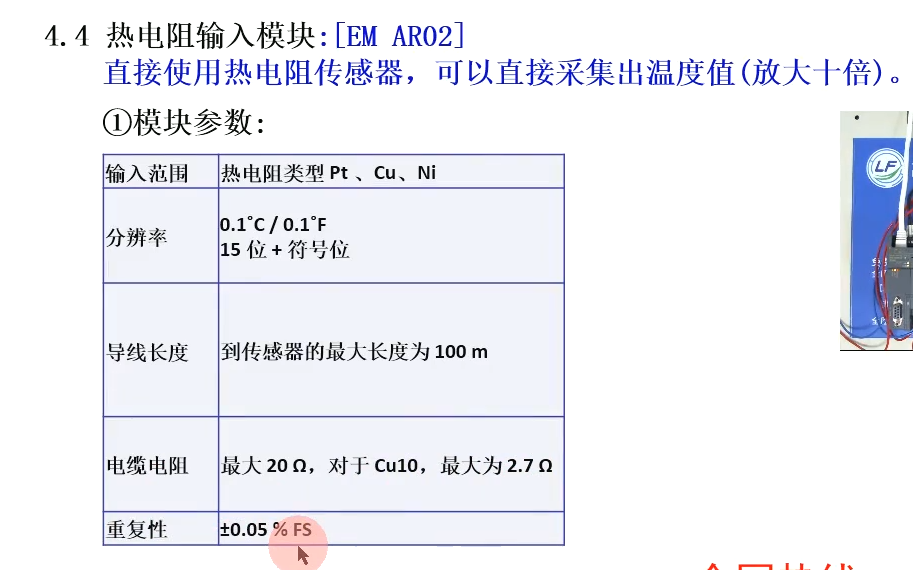 4.4 热电阻输入模块:[EM AR02]
直接使用热电阻传感器，可以直接采集出温度值(放大十倍)。
①模块参数:
输入范围 热电阻类型 Pt 、Cu、Ni
分辨率 0.1°C / 0.1°F
15 位 + 符号位
导线长度 到传感器的最大长度为 100 m
电缆电阻 最大 20 Ω，对于 Cu10，最大为 2.7 Ω
重复性 ±0.05 % FS
LF